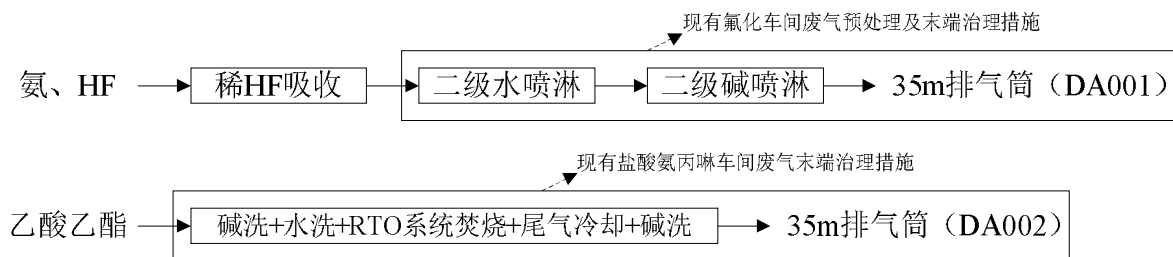 现有氟化车间废气预处理及末端治理措施
氨、HF 稀HF吸收 二级水喷淋 二级碱喷淋 35m排气筒（DA001）
现有盐酸氨丙啉车间废气末端治理措施
乙酸乙酯 碱洗+水洗+RTO系统焚烧+尾气冷却+碱洗 35m排气筒（DA002）